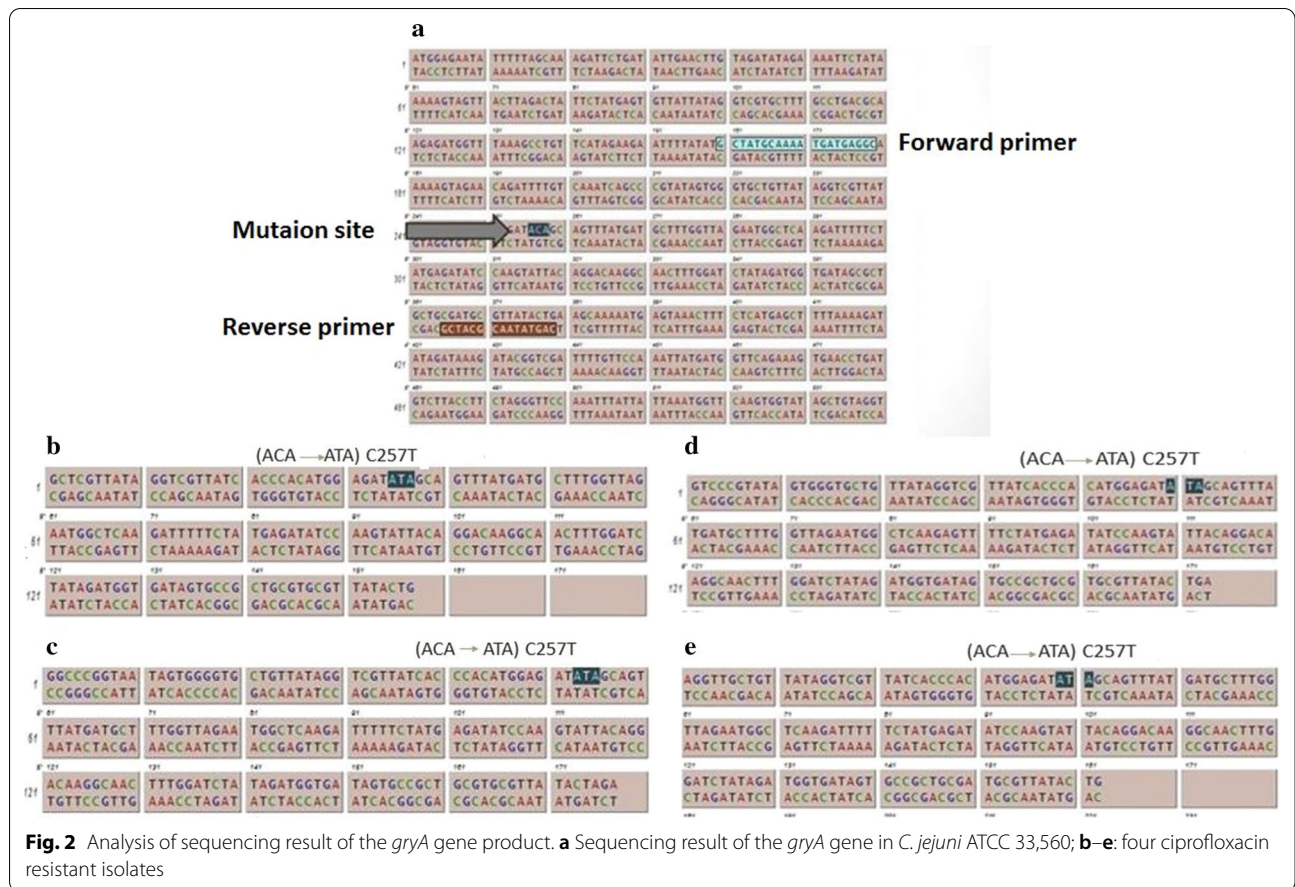 a
ATGGAGAATA TTTTTAGCAA AGATTCTGAT ATTGAACTTG TAGATATAGA AAATTCTATA
TACCTCTTAT AAAAATCGTT TCTAAGACTA TAACTTGAAC ATCTATATCT TTTAAGATAT
AAAAGTAGTT ACTTAGACTA TTCTATGAGT GTTATTATAG GTCGTGCTTT GCCTGACGCA
TTTTCATCAA TGAATCTGAT AAGATACTCA CAATAATATC CAGCACGAAA CGGACTGCGT
AGAGATGGTT TAAAGCCTGT TCATAGAAGA ATTTTATATG CTATGCAAAA TGATGAGGCA
TCTCTACCAA ATTTCGGACA AGTATCTTCT TAAAATATAC GATACGTTTT ACTACTCCGT
Forward primer
AAAAGTAGAA CAGATTTTGT CAAATCAGCC CGTATAGTGG GTGCTGTTAT AGGTCGTTAT
TTTTCATCTT GTCTAAAACA GTTTAGTCGG GCATATCACC CACGACAATA TCCAGCAATA
Mutaion site
GATACAGC AGTTTATGAT GCTTTGGTTA GAATGGCTCA AGATTTTTCT
GTAGGTGTAC CTCTATGTCG TCAAATACTA CGAAACCAAT CTTACCGAGT TCTAAAAAGA
ATGAGATATC CAAGTATTAC AGGACAAGGC AACTTTGGAT CTATAGATGG TGATAGCGCT
TACTCTATAG GTTCATAATG TCCTGTTCCG TTGAAACCTA GATATCTACC ACTATCGCGA
Reverse primer
GCTGCGATGC GTTATACTGA AGCAAAAATG AGTAAACTTT CTCATGAGCT TTTAAAAGAT
CGACGCTACG CAATATGACT TCGTTTTTAC TCATTTGAAA GAGTACTCGA AAATTTTCTA
ATAGATAAAG ATACGGTCGA TTTTGTTCCA AATTATGATG GTTCAGAAAG TGAACCTGAT
TATCTATTTC TATGCCAGCT AAAACAAGGT TTAATACTAC CAAGTCTTTC ACTTGGACTA
GTCTTACCTT CTAGGGTTCC AAATTTATTA TTAAATGGTT CAAGTGGTAT AGCTGTAGGT
CAGAATGGAA GATCCCAAGG TTTAAATAAT AATTTACCAA GTTCACCATA TCGACATCCA
b
(ACA → ATA) C257T
GCTCGTTATA GGTCGTTATC ACCCACATGG AGATATAGCA GTTTATGATG CTTTGGTTAG
CGAGCAATAT CCAGCAATAG TGGGTGTACC TCTATATCGT CAAATACTAC GAAACCAATC
AATGGCTCAA GATTTTTCTA TGAGATATCC AAGTATTACA GGACAAGGCA ACTTTGGATC
TTACCGAGTT CTAAAAAGAT ACTCTATAGG TTCATAATGT CCTGTTCCGT TGAAACCTAG
TATAGATGGT GATAGTGCCG CTGCGTGCGT TATACTG
ATATCTACCA CTATCACGGC GACGCACGCA ATATGAC
c
(ACA → ATA) C257T
GGCCCGGTAA TAGTGGGGTG CTGTTATAGG TCGTTATCAC CCACATGGAG ATATAGCAGT
CCGGGCCATT ATCACCCCAC GACAATATCC AGCAATAGTG GGTGTACCTC TATATCGTCA
TTATGATGCT TTGGTTAGAA TGGCTCAAGA TTTTTCTATG AGATATCCAA GTATTACAGG
AATACTACGA AACCAATCTT ACCGAGTTCT AAAAAGATAC TCTATAGGTT CATAATGTCC
ACAAGGCAAC TTTGGATCTA TAGATGGTGA TAGTGCCGCT GCGTGCGTTA TACTAGA
TGTTCCGTTG AAACCTAGAT ATCTACCACT ATCACGGCGA CGCACGCAAT ATGATCT
d
(ACA → ATA) C257T
GTCCCGTATA GTGGGTGCTG TTATAGGTCG TTATCACCCA CATGGAGATA TAGCAGTTTA
CAGGGCATAT CACCCACGAC AATATCCAGC AATAGTGGGT GTACCTCTAT ATCGTCAAAT
TGATGCTTTG GTTAGAATGG CTCAAGAGTT TTCTATGAGA TATCCAAGTA TTACAGGACA
ACTACGAAAC CAATCTTACC GAGTTCTCAA AAGATACTCT ATAGGTTCAT AATGTCCTGT
AGGCAACTTT GGATCTATAG ATGGTGATAG TGCCGCTGCG TGCGTTATAC TGA
TCCGTTGAAA CCTAGATATC TACCACTATC ACGGCGACGC ACGCAATATG ACT
e
(ACA → ATA) C257T
AGGTTGCTGT TATAGGTCGT TATCACCCAC ATGGAGATAT AGCAGTTTAT GATGCTTTGG
TCCAACGACA ATATCCAGCA ATAGTGGGTG TACCTCTATA TCGTCAAATA CTACGAAACC
TTAGAATGGC TCAAGATTTT TCTATGAGAT ATCCAAGTAT TACAGGACAA GGCAACTTTG
AATCTTACCG AGTTCTAAAA AGATACTCTA TAGGTTCATA ATGTCCTGTT CCGTTGAAAC
GATCTATAGA TGGTGATAGT GCCGCTGCGA TGCGTTATAC TG
CTAGATATCT ACCACTATCA CGGCGACGCT ACGCAATATG AC
Fig. 2 Analysis of sequencing result of the gryA gene product. a Sequencing result of the gryA gene in C. jejuni ATCC 33,560; b–e: four ciprofloxacin
resistant isolates